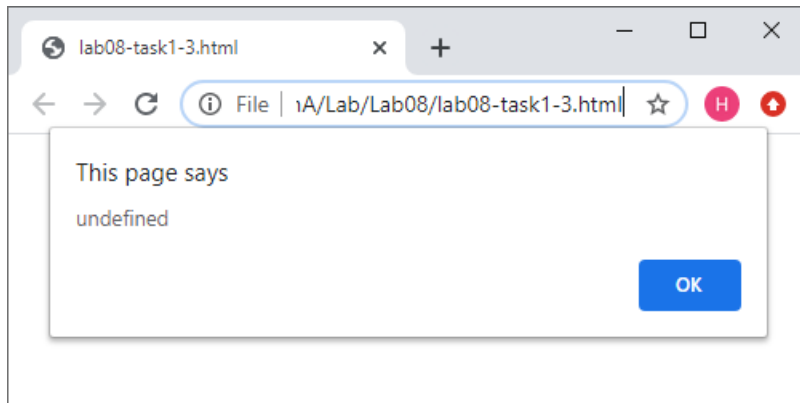 lab08-task1-3.html
File | ıA/Lab/Lab08/lab08-task1-3.html
H
This page says
undefined
OK